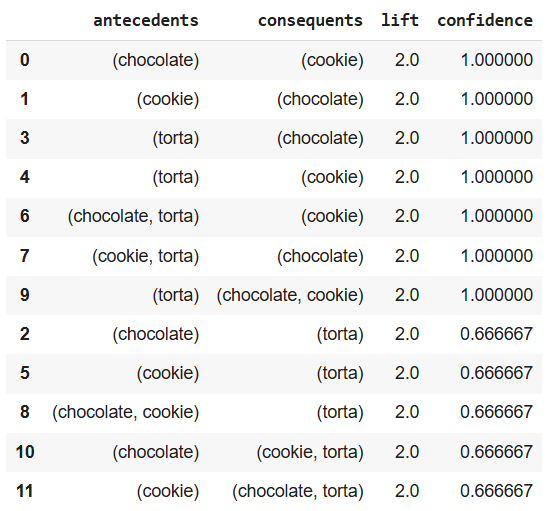 antecedents consequents lift confidence
0 (chocolate) (cookie) 2.0 1.000000
1 (cookie) (chocolate) 2.0 1.000000
3 (torta) (chocolate) 2.0 1.000000
4 (torta) (cookie) 2.0 1.000000
6 (chocolate, torta) (cookie) 2.0 1.000000
7 (cookie, torta) (chocolate) 2.0 1.000000
9 (torta) (chocolate, cookie) 2.0 1.000000
2 (chocolate) (torta) 2.0 0.666667
5 (cookie) (torta) 2.0 0.666667
8 (chocolate, cookie) (torta) 2.0 0.666667
10 (chocolate) (cookie, torta) 2.0 0.666667
11 (cookie) (chocolate, torta) 2.0 0.666667